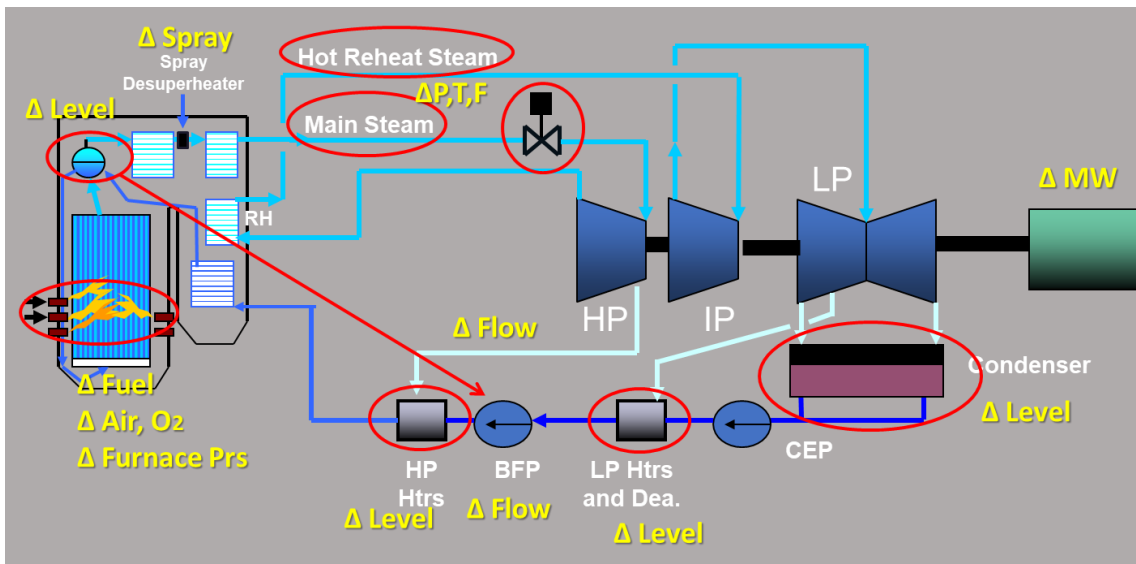 Δ Spray
Spray
Desuperheater
Δ Level
Hot Reheat Steam
ΔP,T,F
Main Steam
LP
Δ MW
RH
HP
IP
Δ Flow
Condenser
Δ Level
Δ Fuel
Δ Air, O2
Δ Furnace Prs
CEP
HP
Htrs
BFP
LP Htrs
and Dea.
Δ Level
Δ Flow
Δ Level